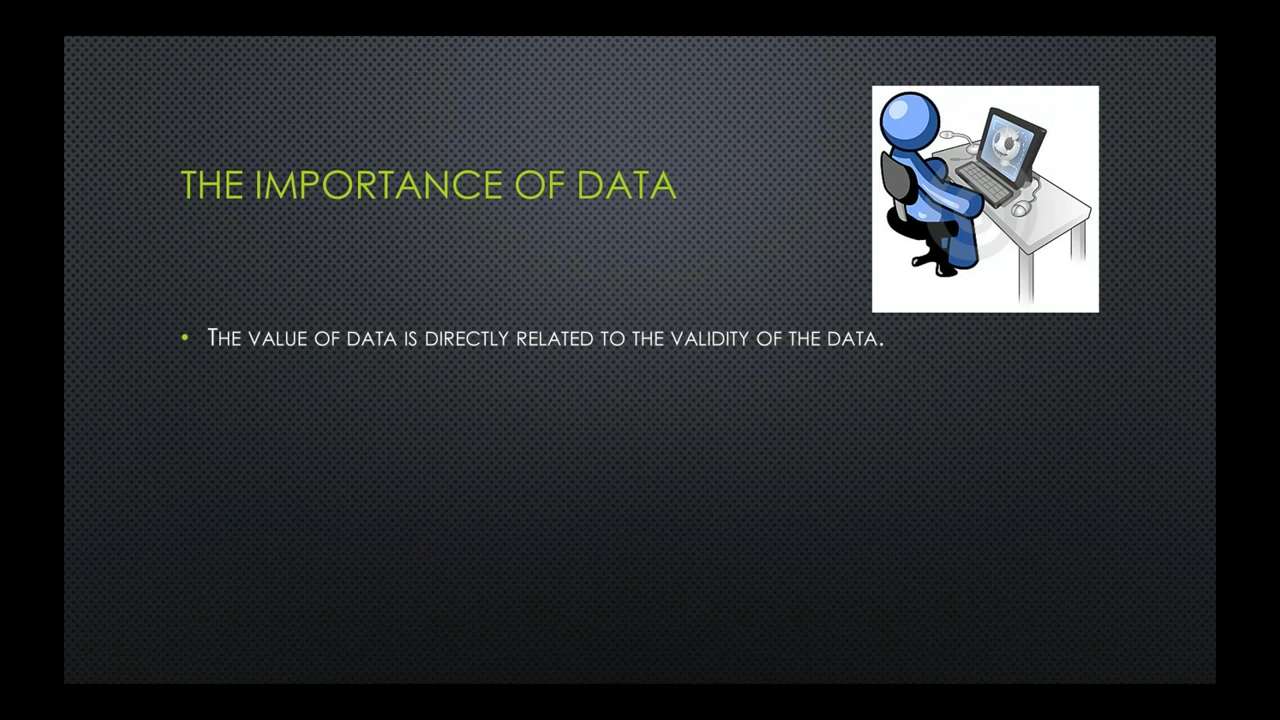 THE IMPORTANCE OF DATA
• THE VALUE OF DATA IS DIRECTLY RELATED TO THE VALIDITY OF THE DATA.